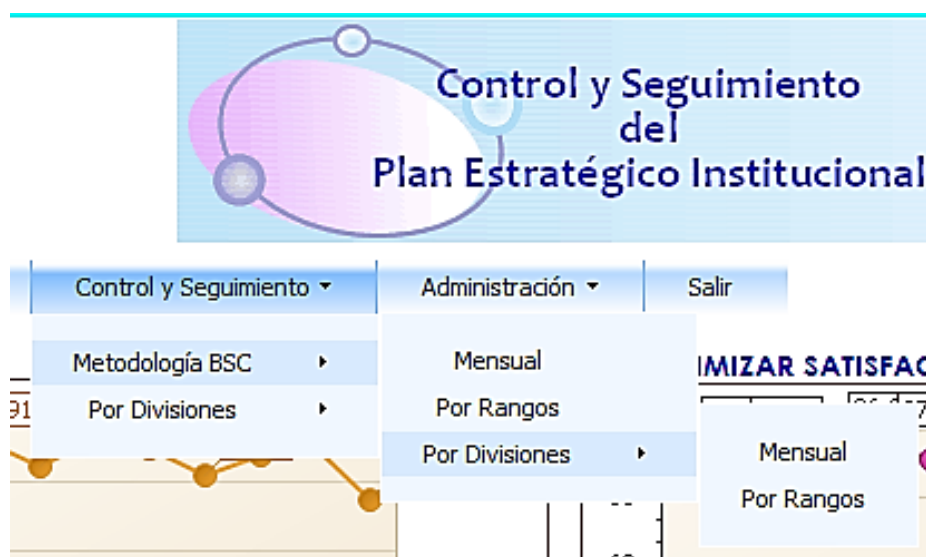 Control y Seguimiento
del
Plan Estratégico Institucional
Control y Seguimiento
Administración
Salir
Metodología BSC
Por Divisiones
Mensual
Por Rangos
Por Divisiones
Mensual
Por Rangos
IMIZAR SATISFAC
91